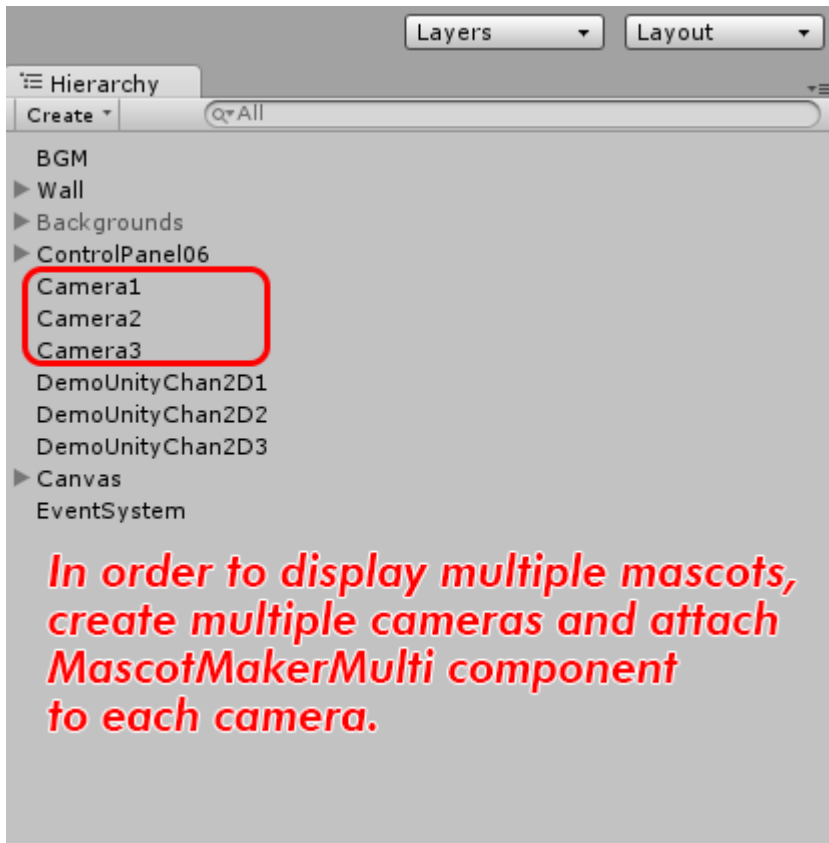 Layers
Layout
Hierarchy
Create
All
BGM
Wall
Backgrounds
ControlPanel06
Camera1
Camera2
Camera3
DemoUnityChan2D1
DemoUnityChan2D2
DemoUnityChan2D3
Canvas
EventSystem
In order to display multiple mascots,
create multiple cameras and attach
MascotMakerMulti component
to each camera.